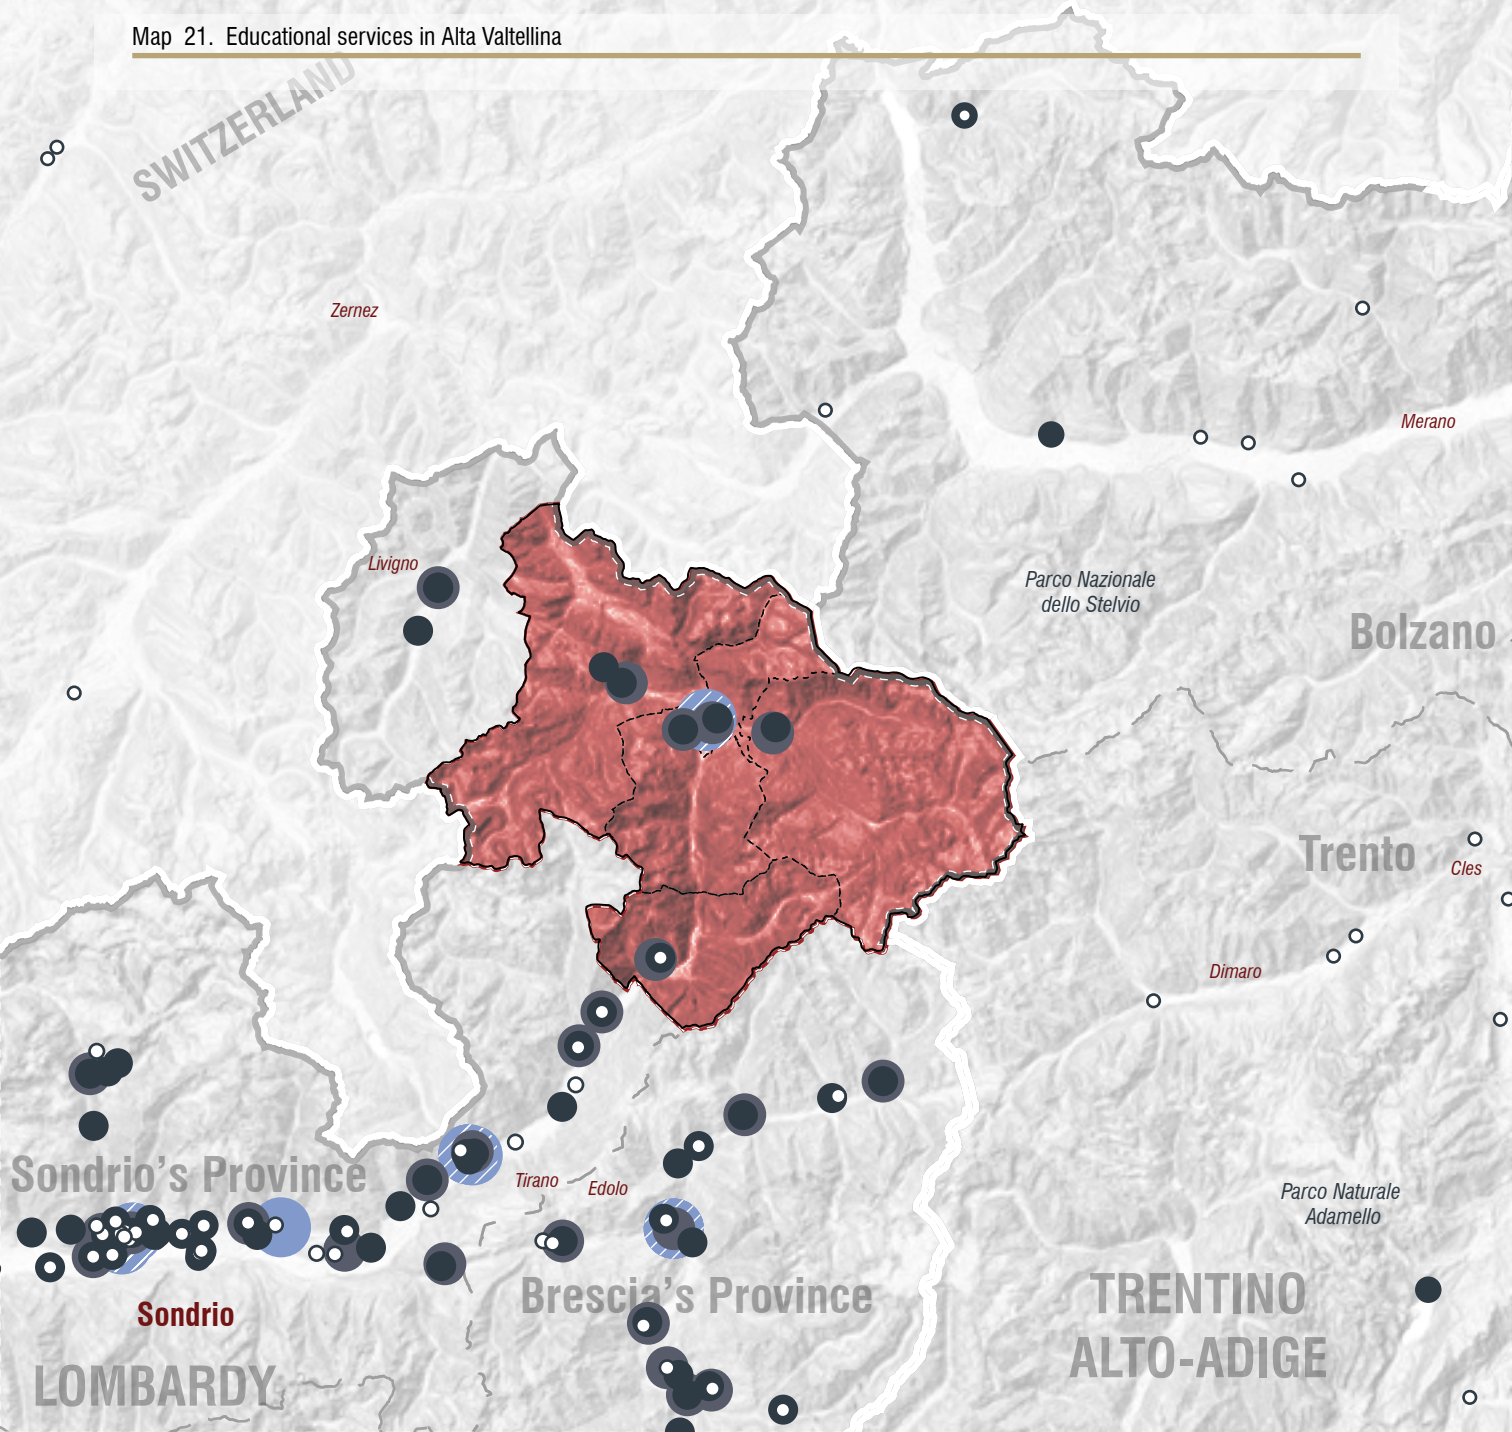 Map 21. Educational services in Alta Valtellina
SWITZERLAND
Zernez
Merano
Livigno
Parco Nazionale
dello Stelvio
Bolzano
Trento
Cles
Dimaro
Sondrio's Province
Tirano
Edolo
Parco Naturale
Adamello
Brescia's Province
TRENTINO
ALTO-ADIGE
Sondrio
LOMBARDY